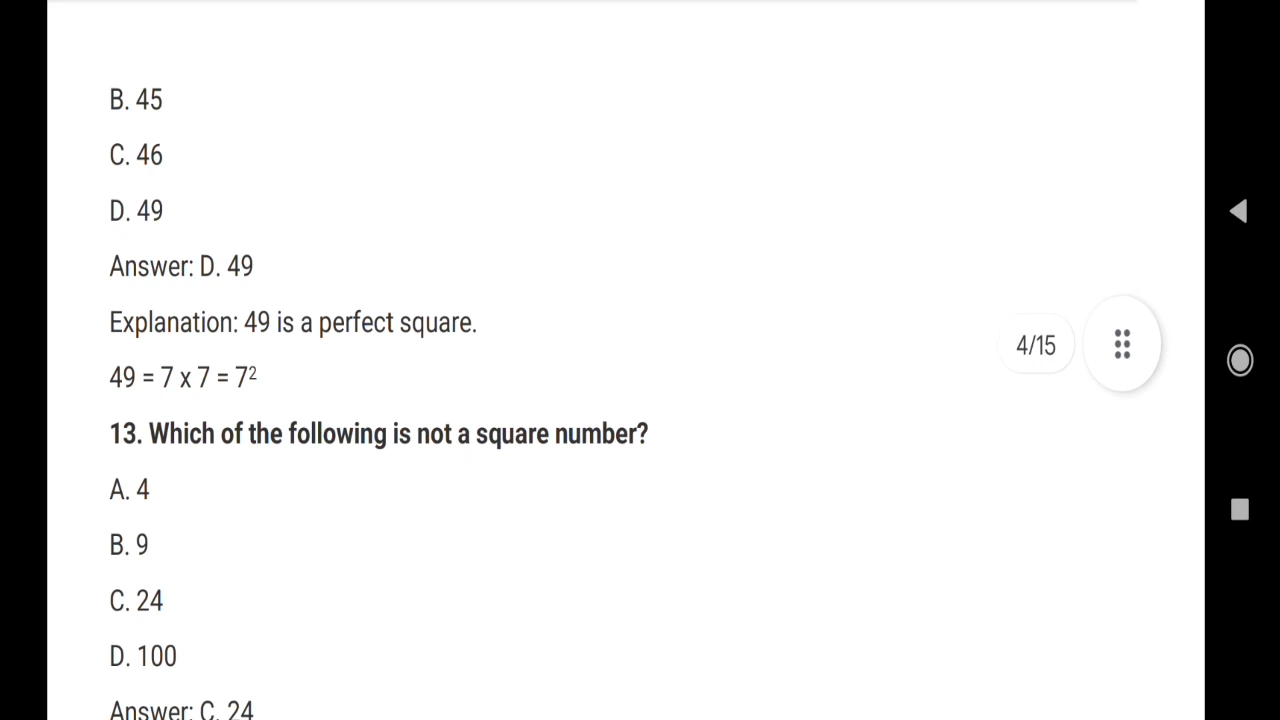 B. 45
C. 46
D. 49
Answer: D. 49
Explanation: 49 is a perfect square.
4/15
49 = 7 x 7 = 7²
13. Which of the following is not a square number?
A. 4
B. 9
C. 24
D. 100
Answer: C. 24